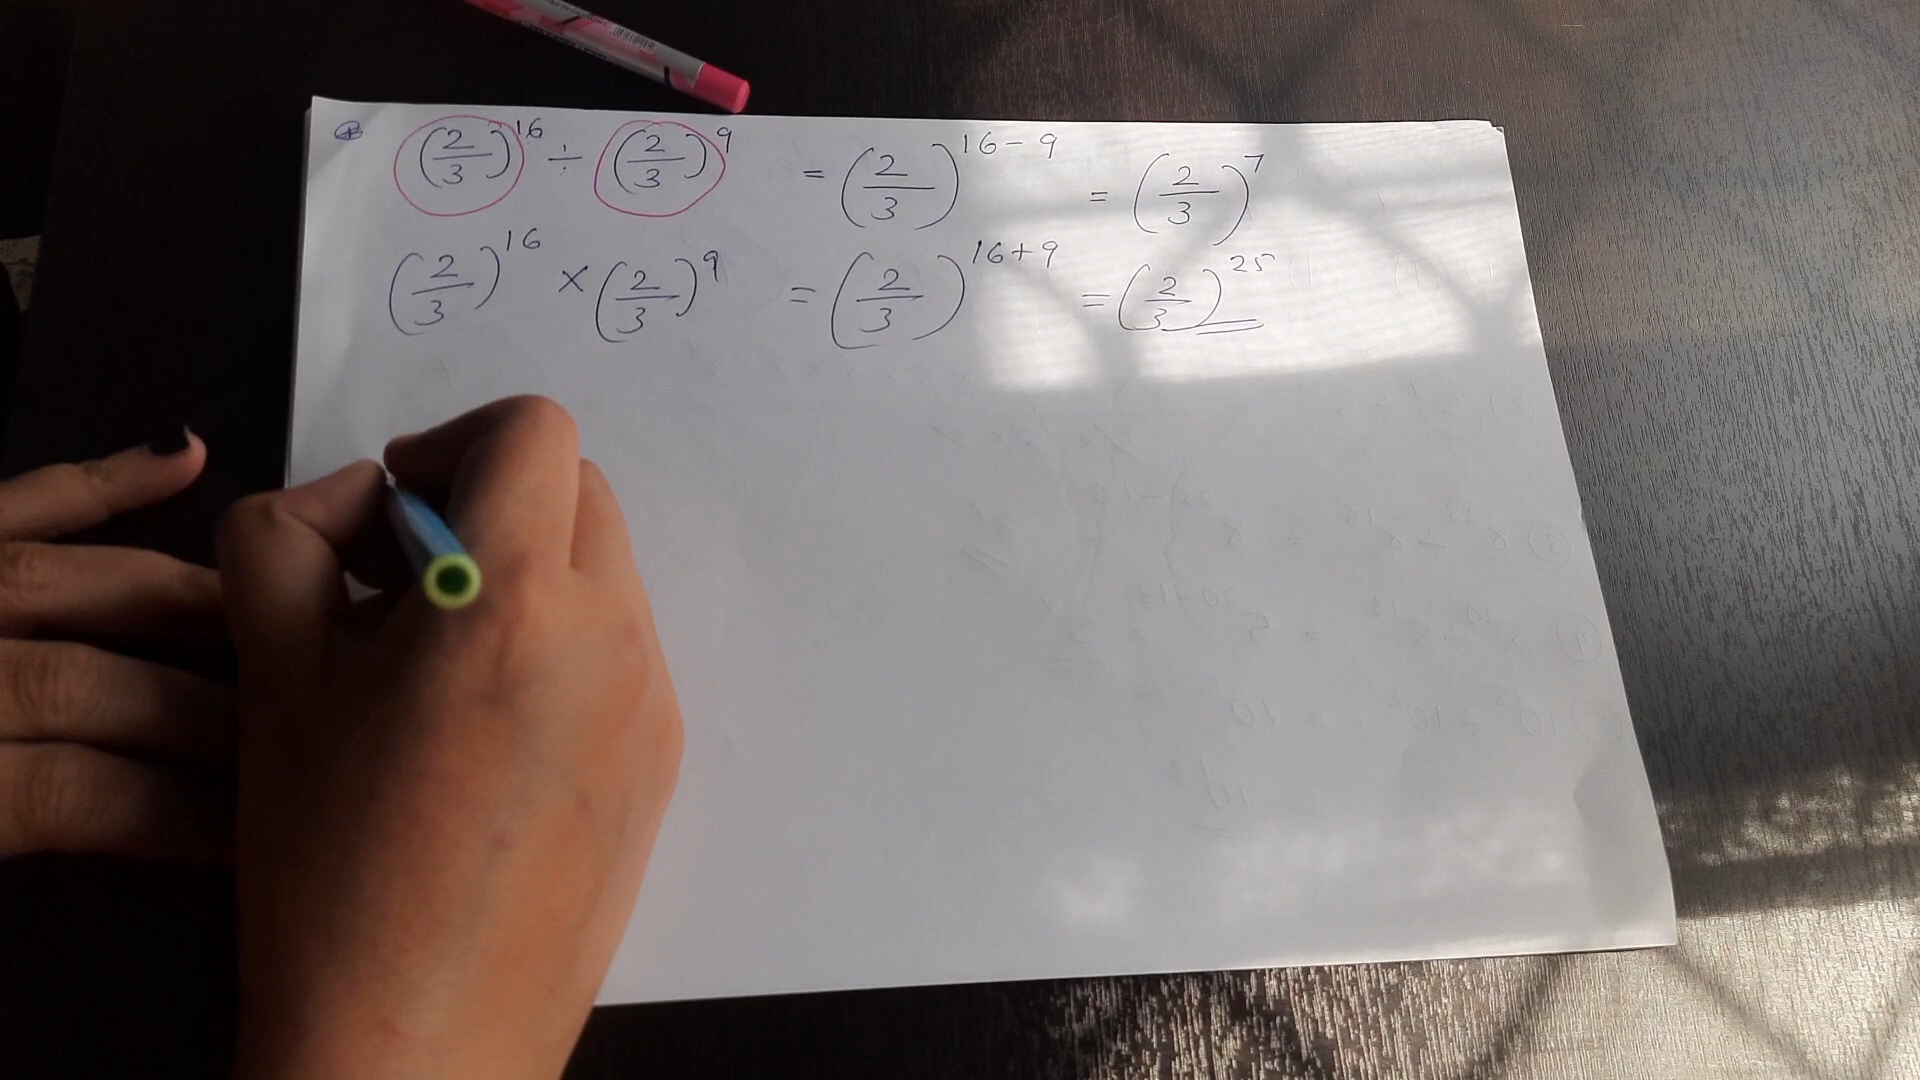 (2/3)^16 ÷ (2/3)^9 = (2/3)^16-9 = (2/3)^7
(2/3)^16 × (2/3)^9 = (2/3)^16+9 = (2/3)^25